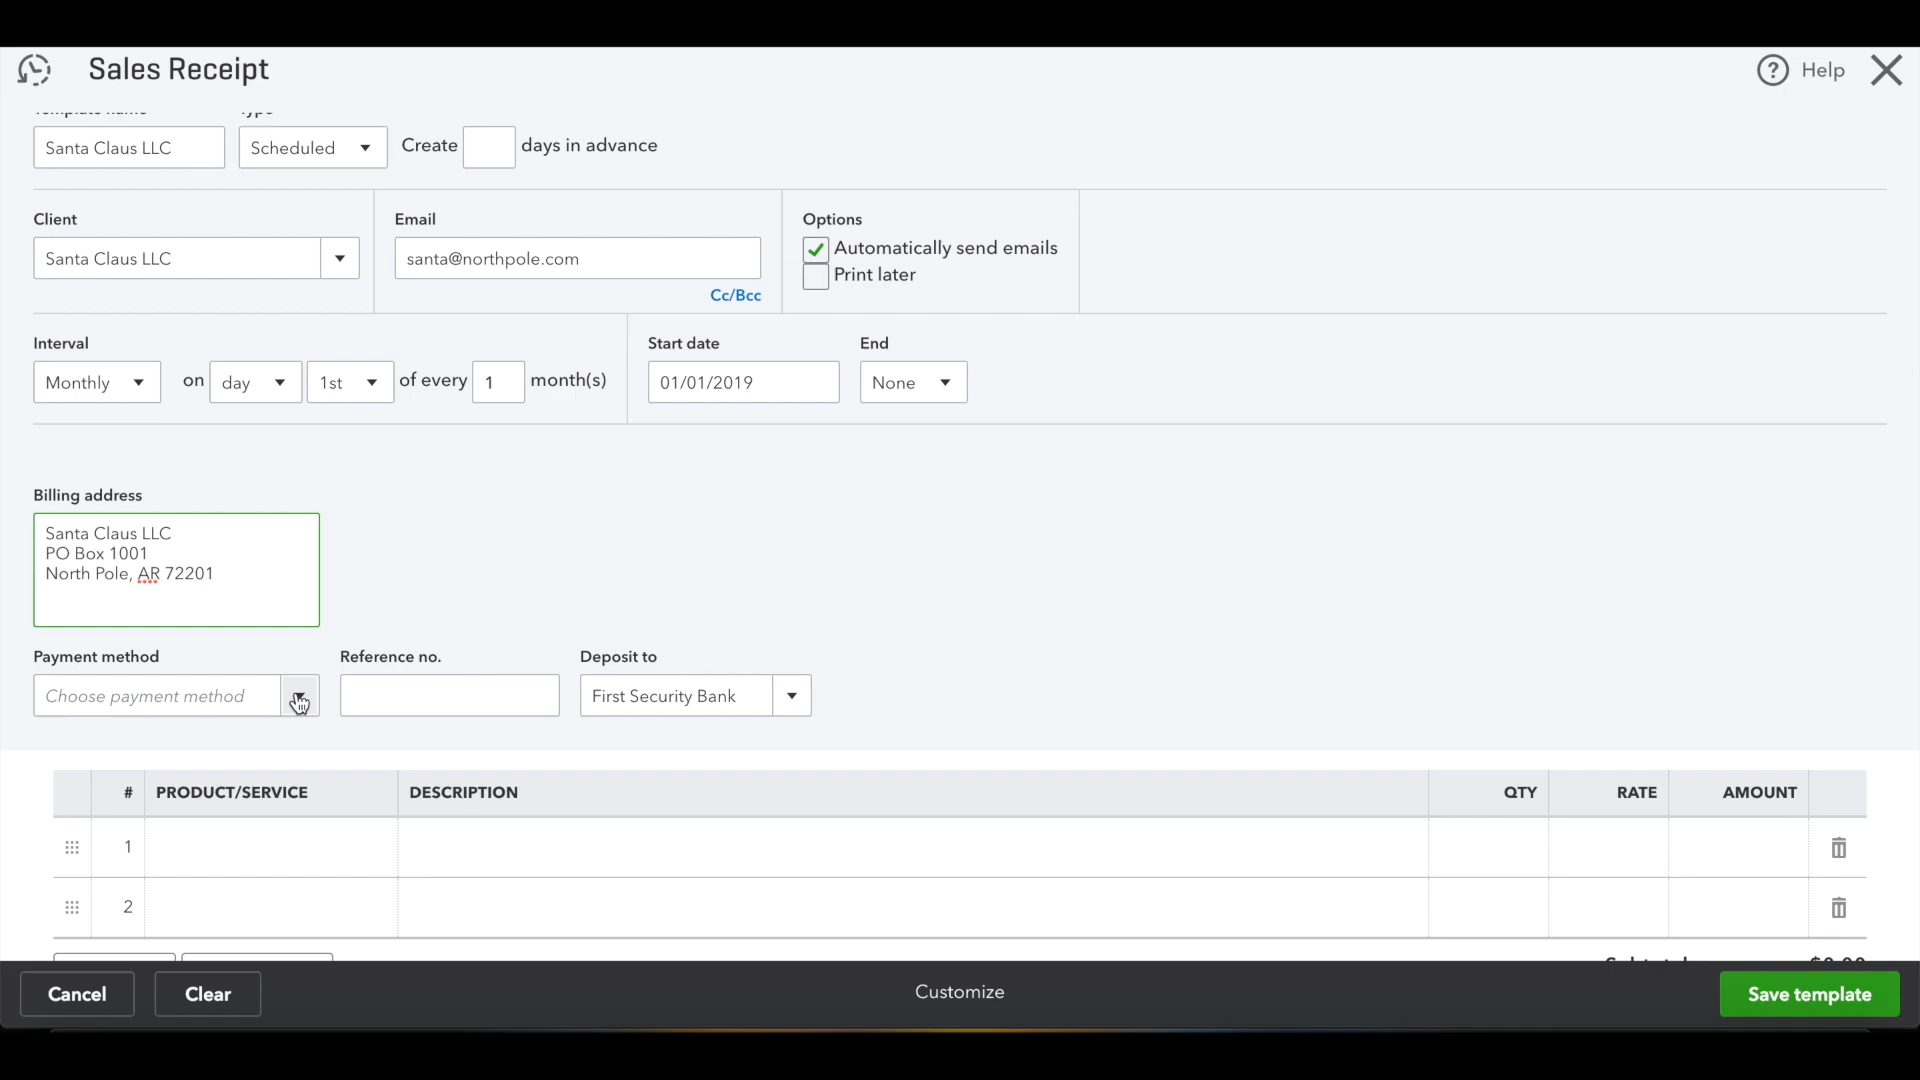 Sales Receipt
? Help
Santa Claus LLC Scheduled Create days in advance
Client Email Options
Santa Claus LLC santa@northpole.com Automatically send emails
Print later
Cc/Bcc
Interval Start date End
Monthly on day 1st of every 1 month(s) 01/01/2019 None
Billing address
Santa Claus LLC
PO Box 1001
North Pole, AR 72201
Payment method Reference no. Deposit to
Choose payment method First Security Bank
# PRODUCT/SERVICE DESCRIPTION QTY RATE AMOUNT
1
2
Cancel Clear Customize Save template